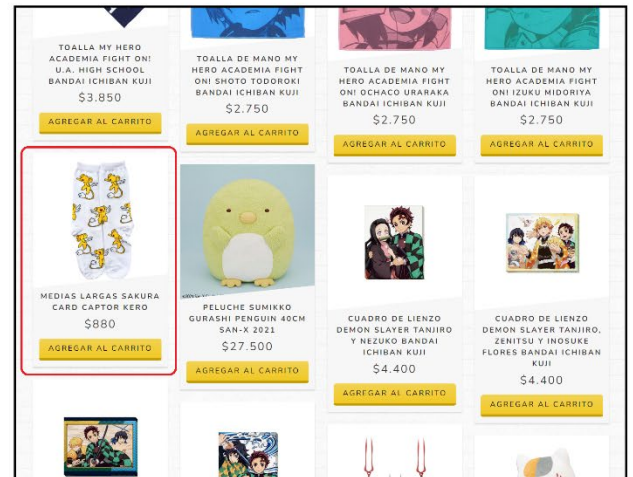 TOALLA MY HERO
ACADEMIA FIGHT ON!
U.A. HIGH SCHOOL
BANDAI ICHIBAN KUJI
$3.850
AGREGAR AL CARRITO
TOALLA DE MANO MY
HERO ACADEMIA FIGHT
ON! SHOTO TODOROKI
BANDAI ICHIBAN KUJI
$2.750
AGREGAR AL CARRITO
TOALLA DE MANO MY
HERO ACADEMIA FIGHT
ON! OCHACO URARAKA
BANDAI ICHIBAN KUJI
$2.750
AGREGAR AL CARRITO
TOALLA DE MANO MY
HERO ACADEMIA FIGHT
ON! IZUKU MIDORIYA
BANDAI ICHIBAN KUJI
$2.750
AGREGAR AL CARRITO
MEDIAS LARGAS SAKURA
CARD CAPTOR KERO
$880
AGREGAR AL CARRITO
PELUCHE SUMIKKO
GURASHI PENGUIN 40CM
SAN-X 2021
$27.500
AGREGAR AL CARRITO
CUADRO DE LIENZO
DEMON SLAYER TANJIRO
Y NEZUKO BANDAI
ICHIBAN KUJI
$4.400
AGREGAR AL CARRITO
CUADRO DE LIENZO
DEMON SLAYER TANJIRO,
ZENITSU Y INOSUKE
FLORES BANDAI ICHIBAN
KUJI
$4.400
AGREGAR AL CARRITO